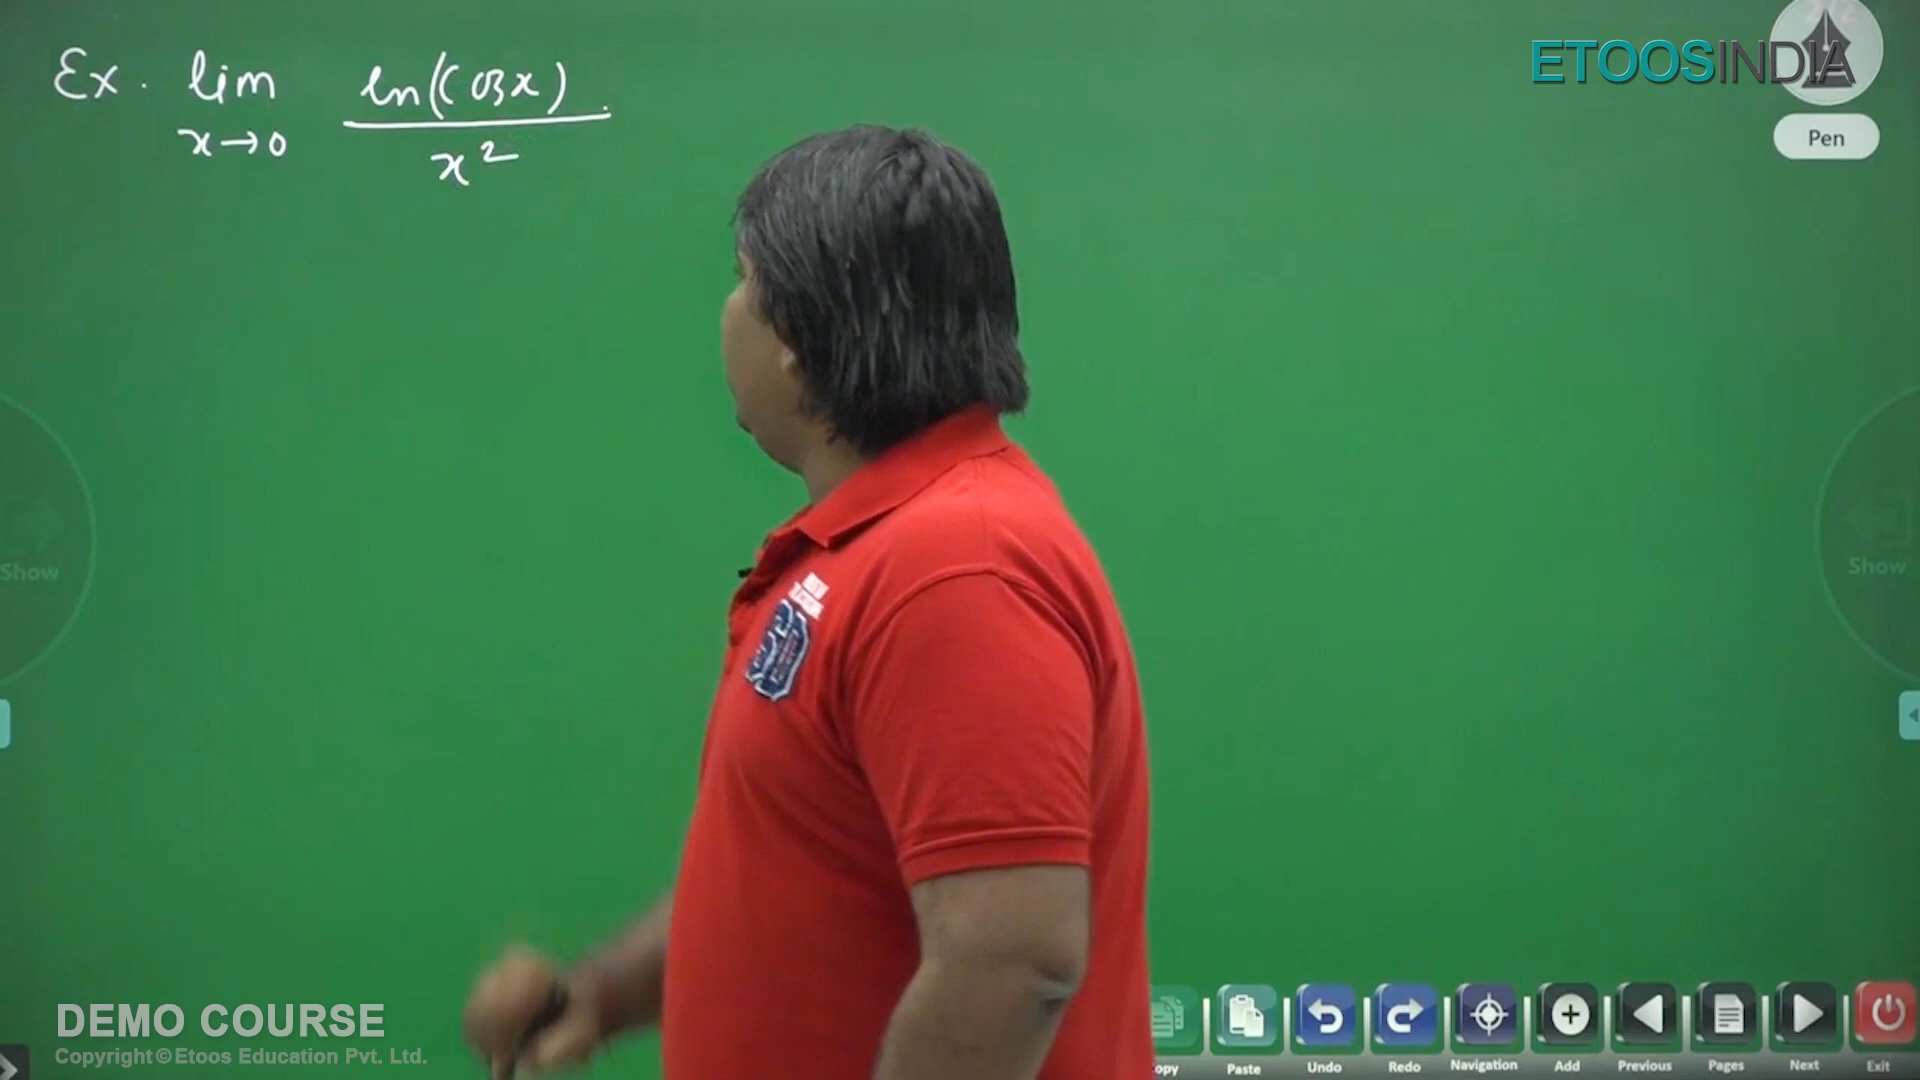 Ex. lim ln(cosx)
x→0 x²
ETOOSINDIA
Pen
Show
Show
DEMO COURSE
Copyright © Etoos Education Pvt. Ltd.
opy Paste Undo Redo Navigation Add Previous Pages Next Exit